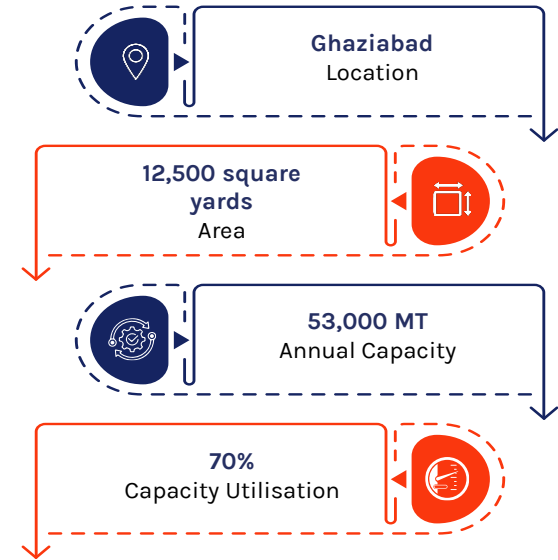 Ghaziabad
Location
12,500 square
yards
Area
53,000 MT
Annual Capacity
70%
Capacity Utilisation